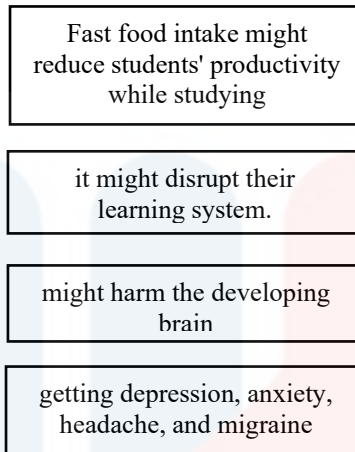 Fast food intake might
reduce students' productivity
while studying
it might disrupt their
learning system.
might harm the developing
brain
getting depression, anxiety,
headache, and migraine